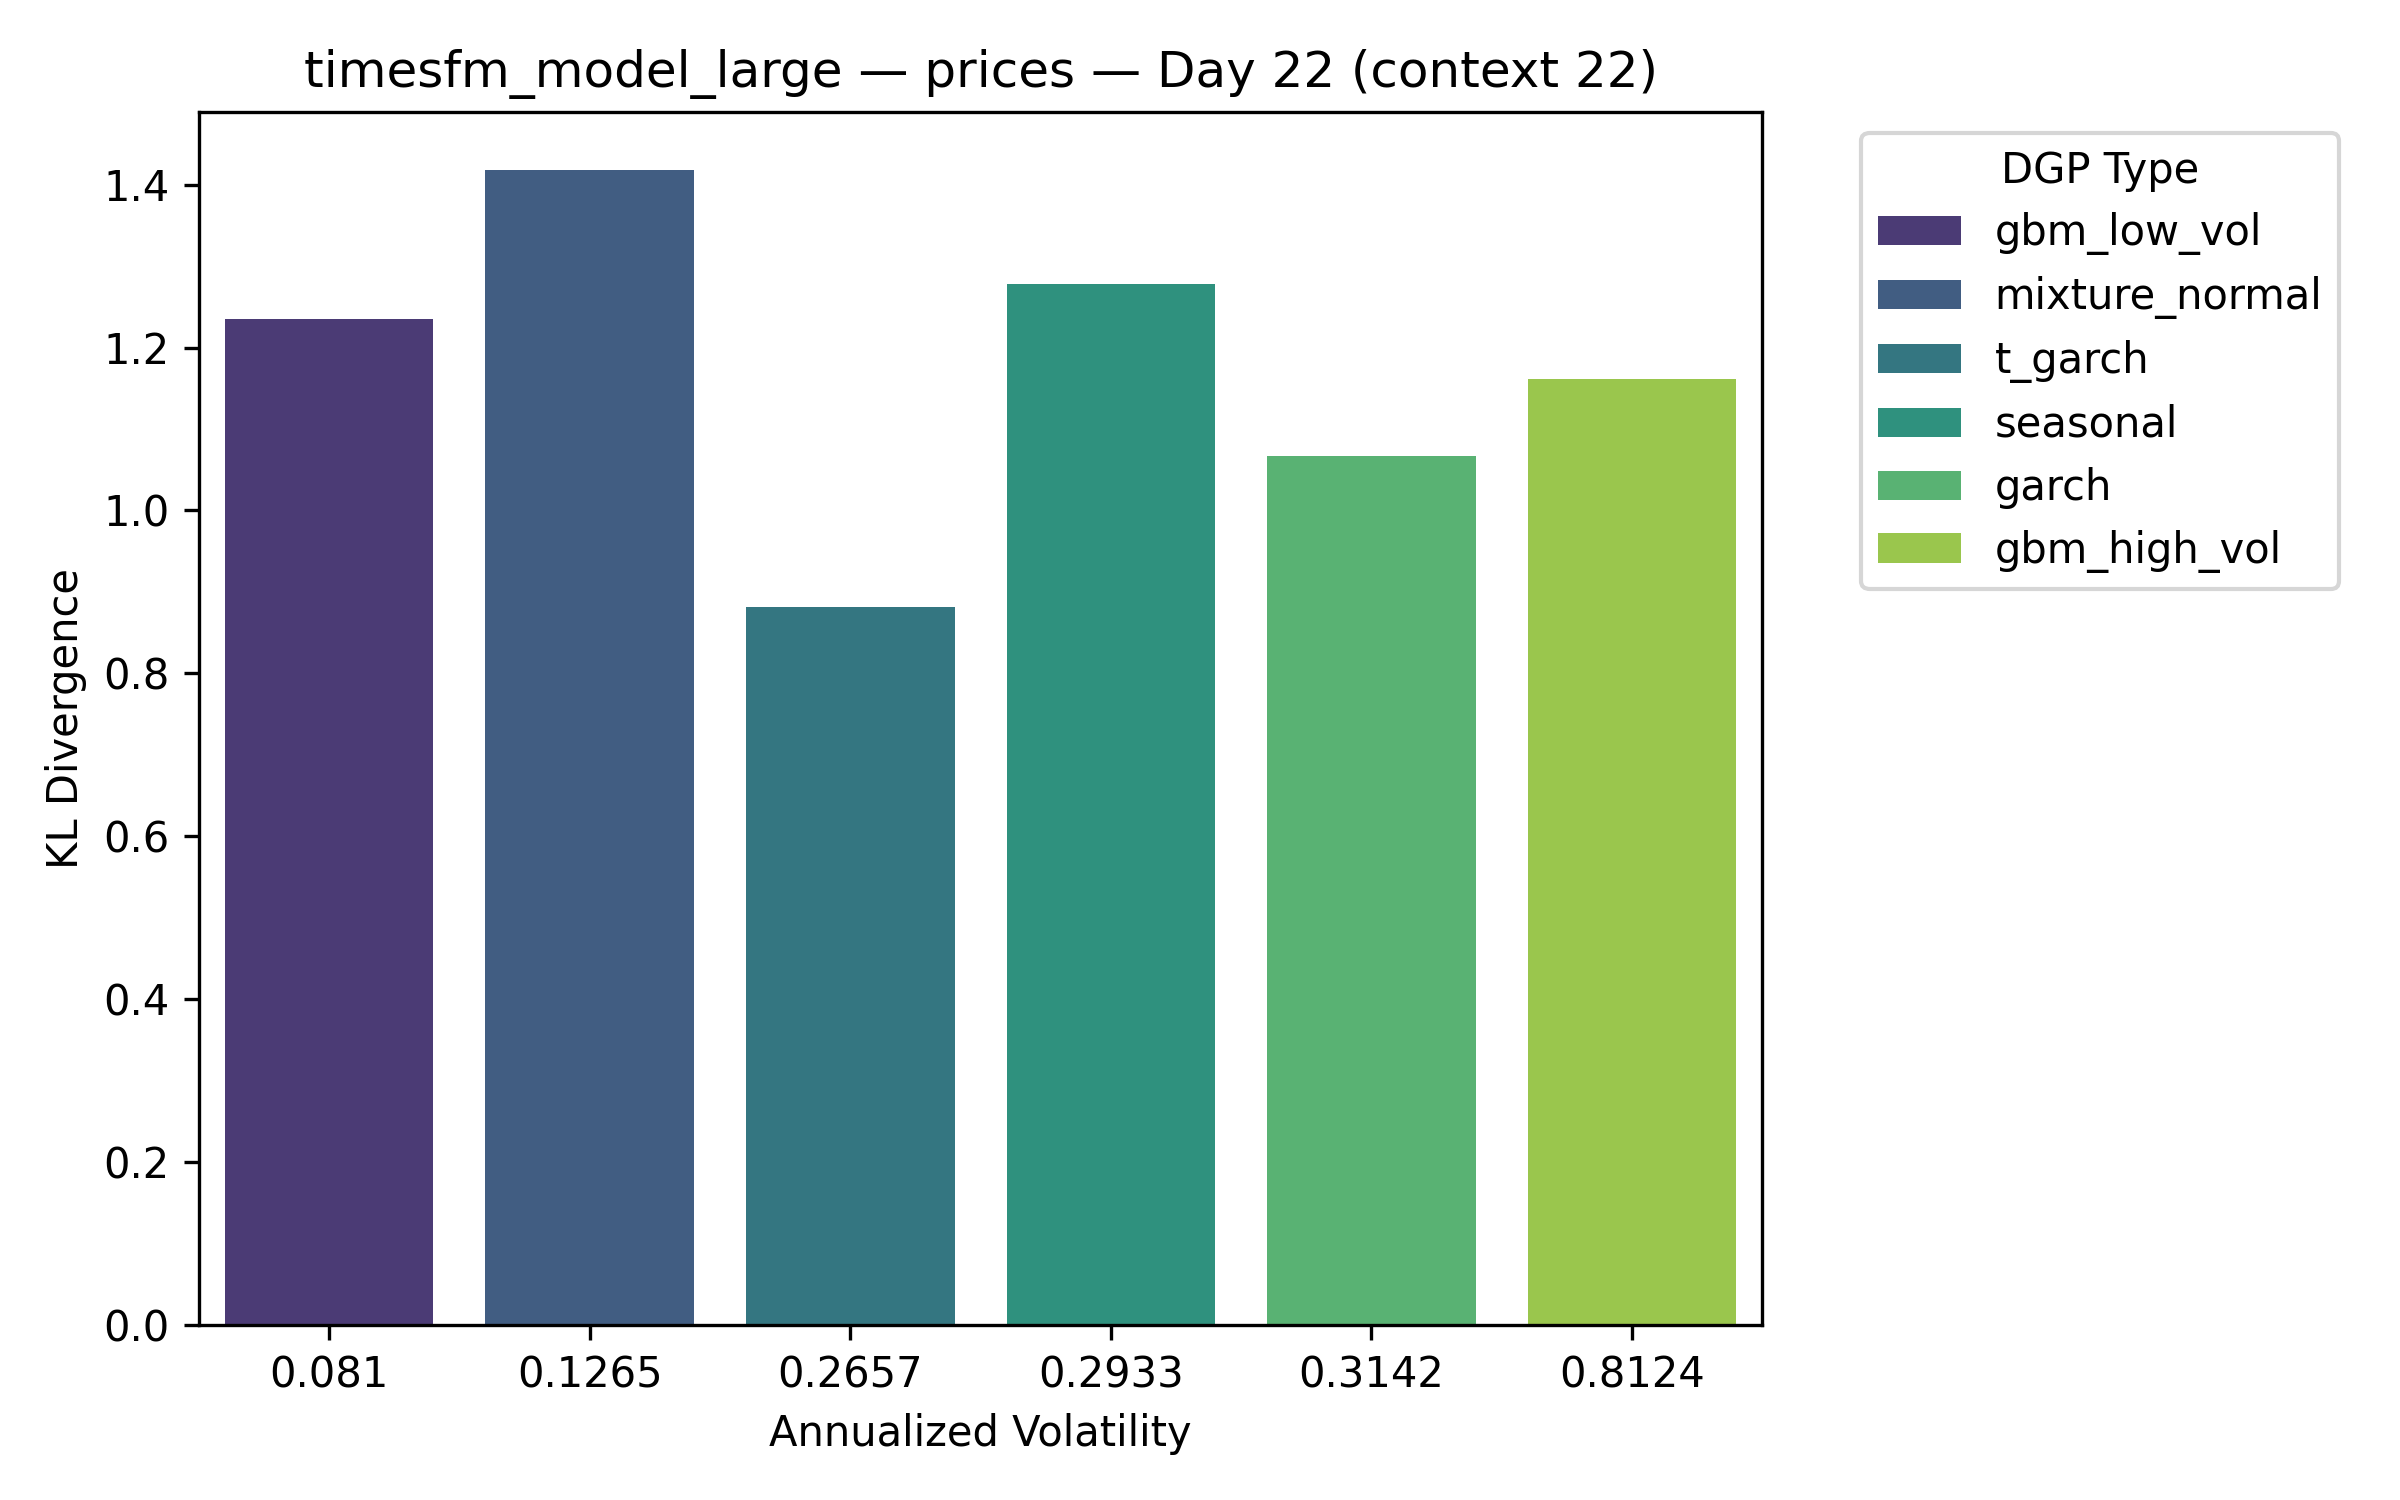 timesfm_model_large — prices — Day 22 (context 22)
KL Divergence
1.4
1.2
1.0
0.8
0.6
0.4
0.2
0.0
0.081 0.1265 0.2657 0.2933 0.3142 0.8124
Annualized Volatility
DGP Type
gbm_low_vol
mixture_normal
t_garch
seasonal
garch
gbm_high_vol